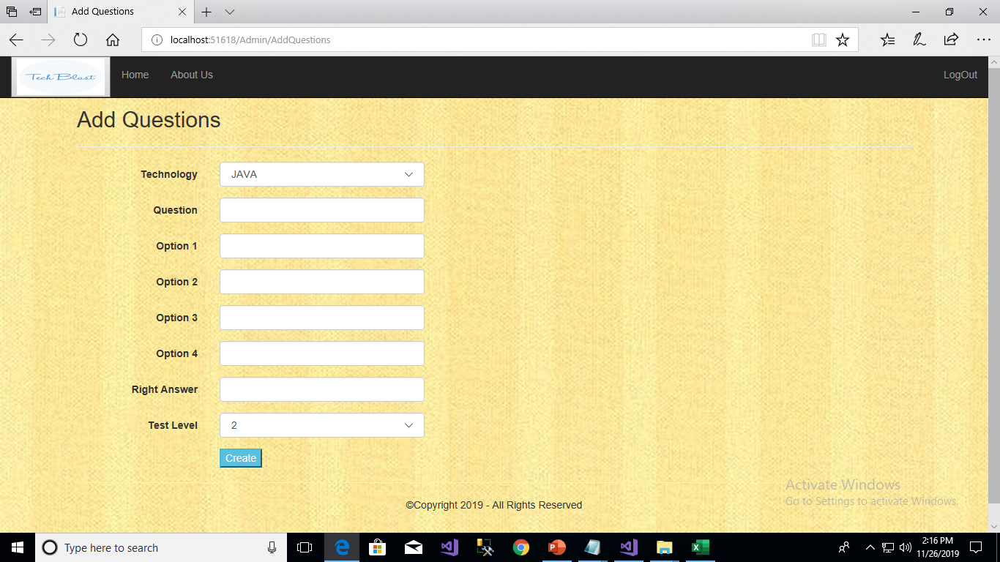 Add Questions
localhost:51618/Admin/AddQuestions
Tech Blast
Home
About Us
LogOut
Add Questions
Technology
JAVA
Question
Option 1
Option 2
Option 3
Option 4
Right Answer
Test Level
2
Create
Activate Windows
Go to Settings to activate Windows.
©Copyright 2019 - All Rights Reserved
Type here to search
2:16 PM
11/26/2019